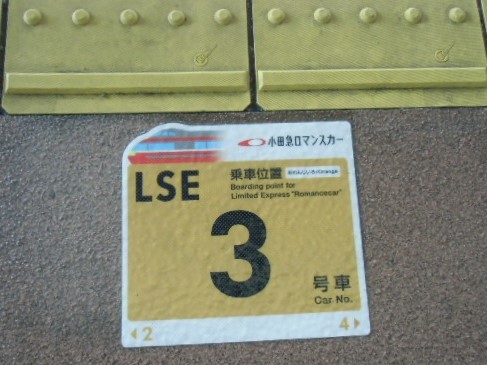 小田急ロマンスカー
LSE
乗車位置
Boarding point for
Limited Express "Romancecar"
3
号車
Car No.
2
4